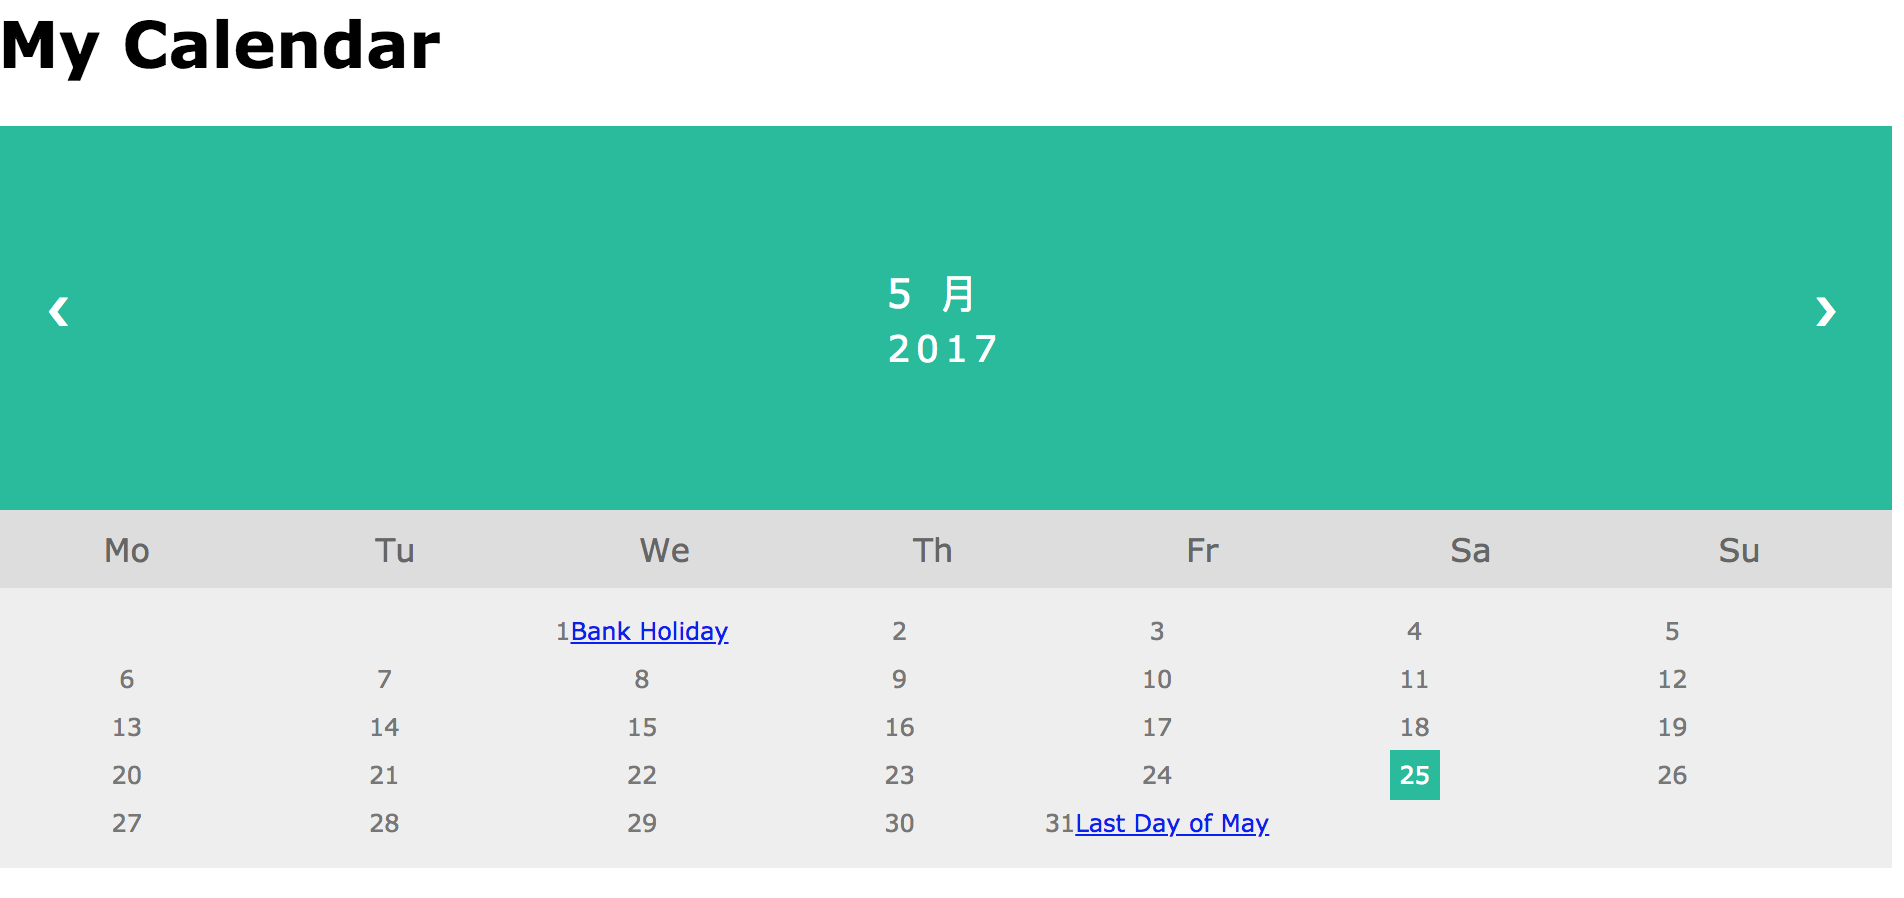 My Calendar
❮ ❯
5 月
2017
Mo Tu We Th Fr Sa Su
1Bank Holiday 2 3 4 5
6 7 8 9 10 11 12
13 14 15 16 17 18 19
20 21 22 23 24 25 26
27 28 29 30 31Last Day of May